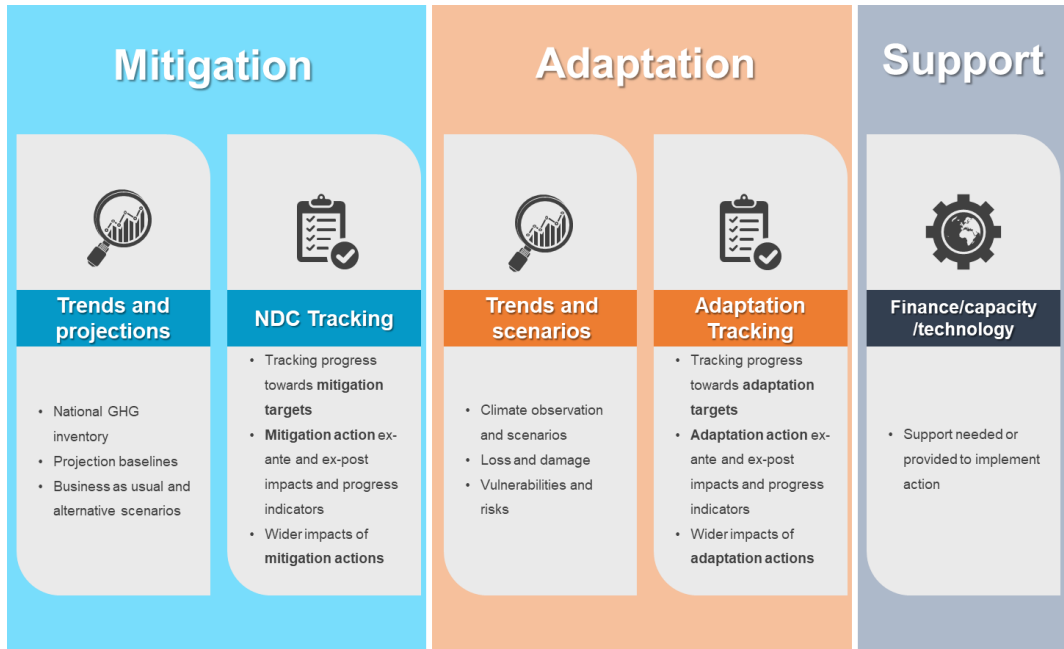 Mitigation
Trends and
projections
• National GHG
inventory
• Projection baselines
• Business as usual and
alternative scenarios
NDC Tracking
• Tracking progress
towards mitigation
targets
• Mitigation action ex-
ante and ex-post
impacts and progress
indicators
• Wider impacts of
mitigation actions
Adaptation
Trends and
scenarios
• Climate observation
and scenarios
• Loss and damage
• Vulnerabilities and
risks
Adaptation
Tracking
• Tracking progress
towards adaptation
targets
• Adaptation action ex-
ante and ex-post
impacts and progress
indicators
• Wider impacts of
adaptation actions
Support
Finance/capacity
/technology
• Support needed or
provided to implement
action